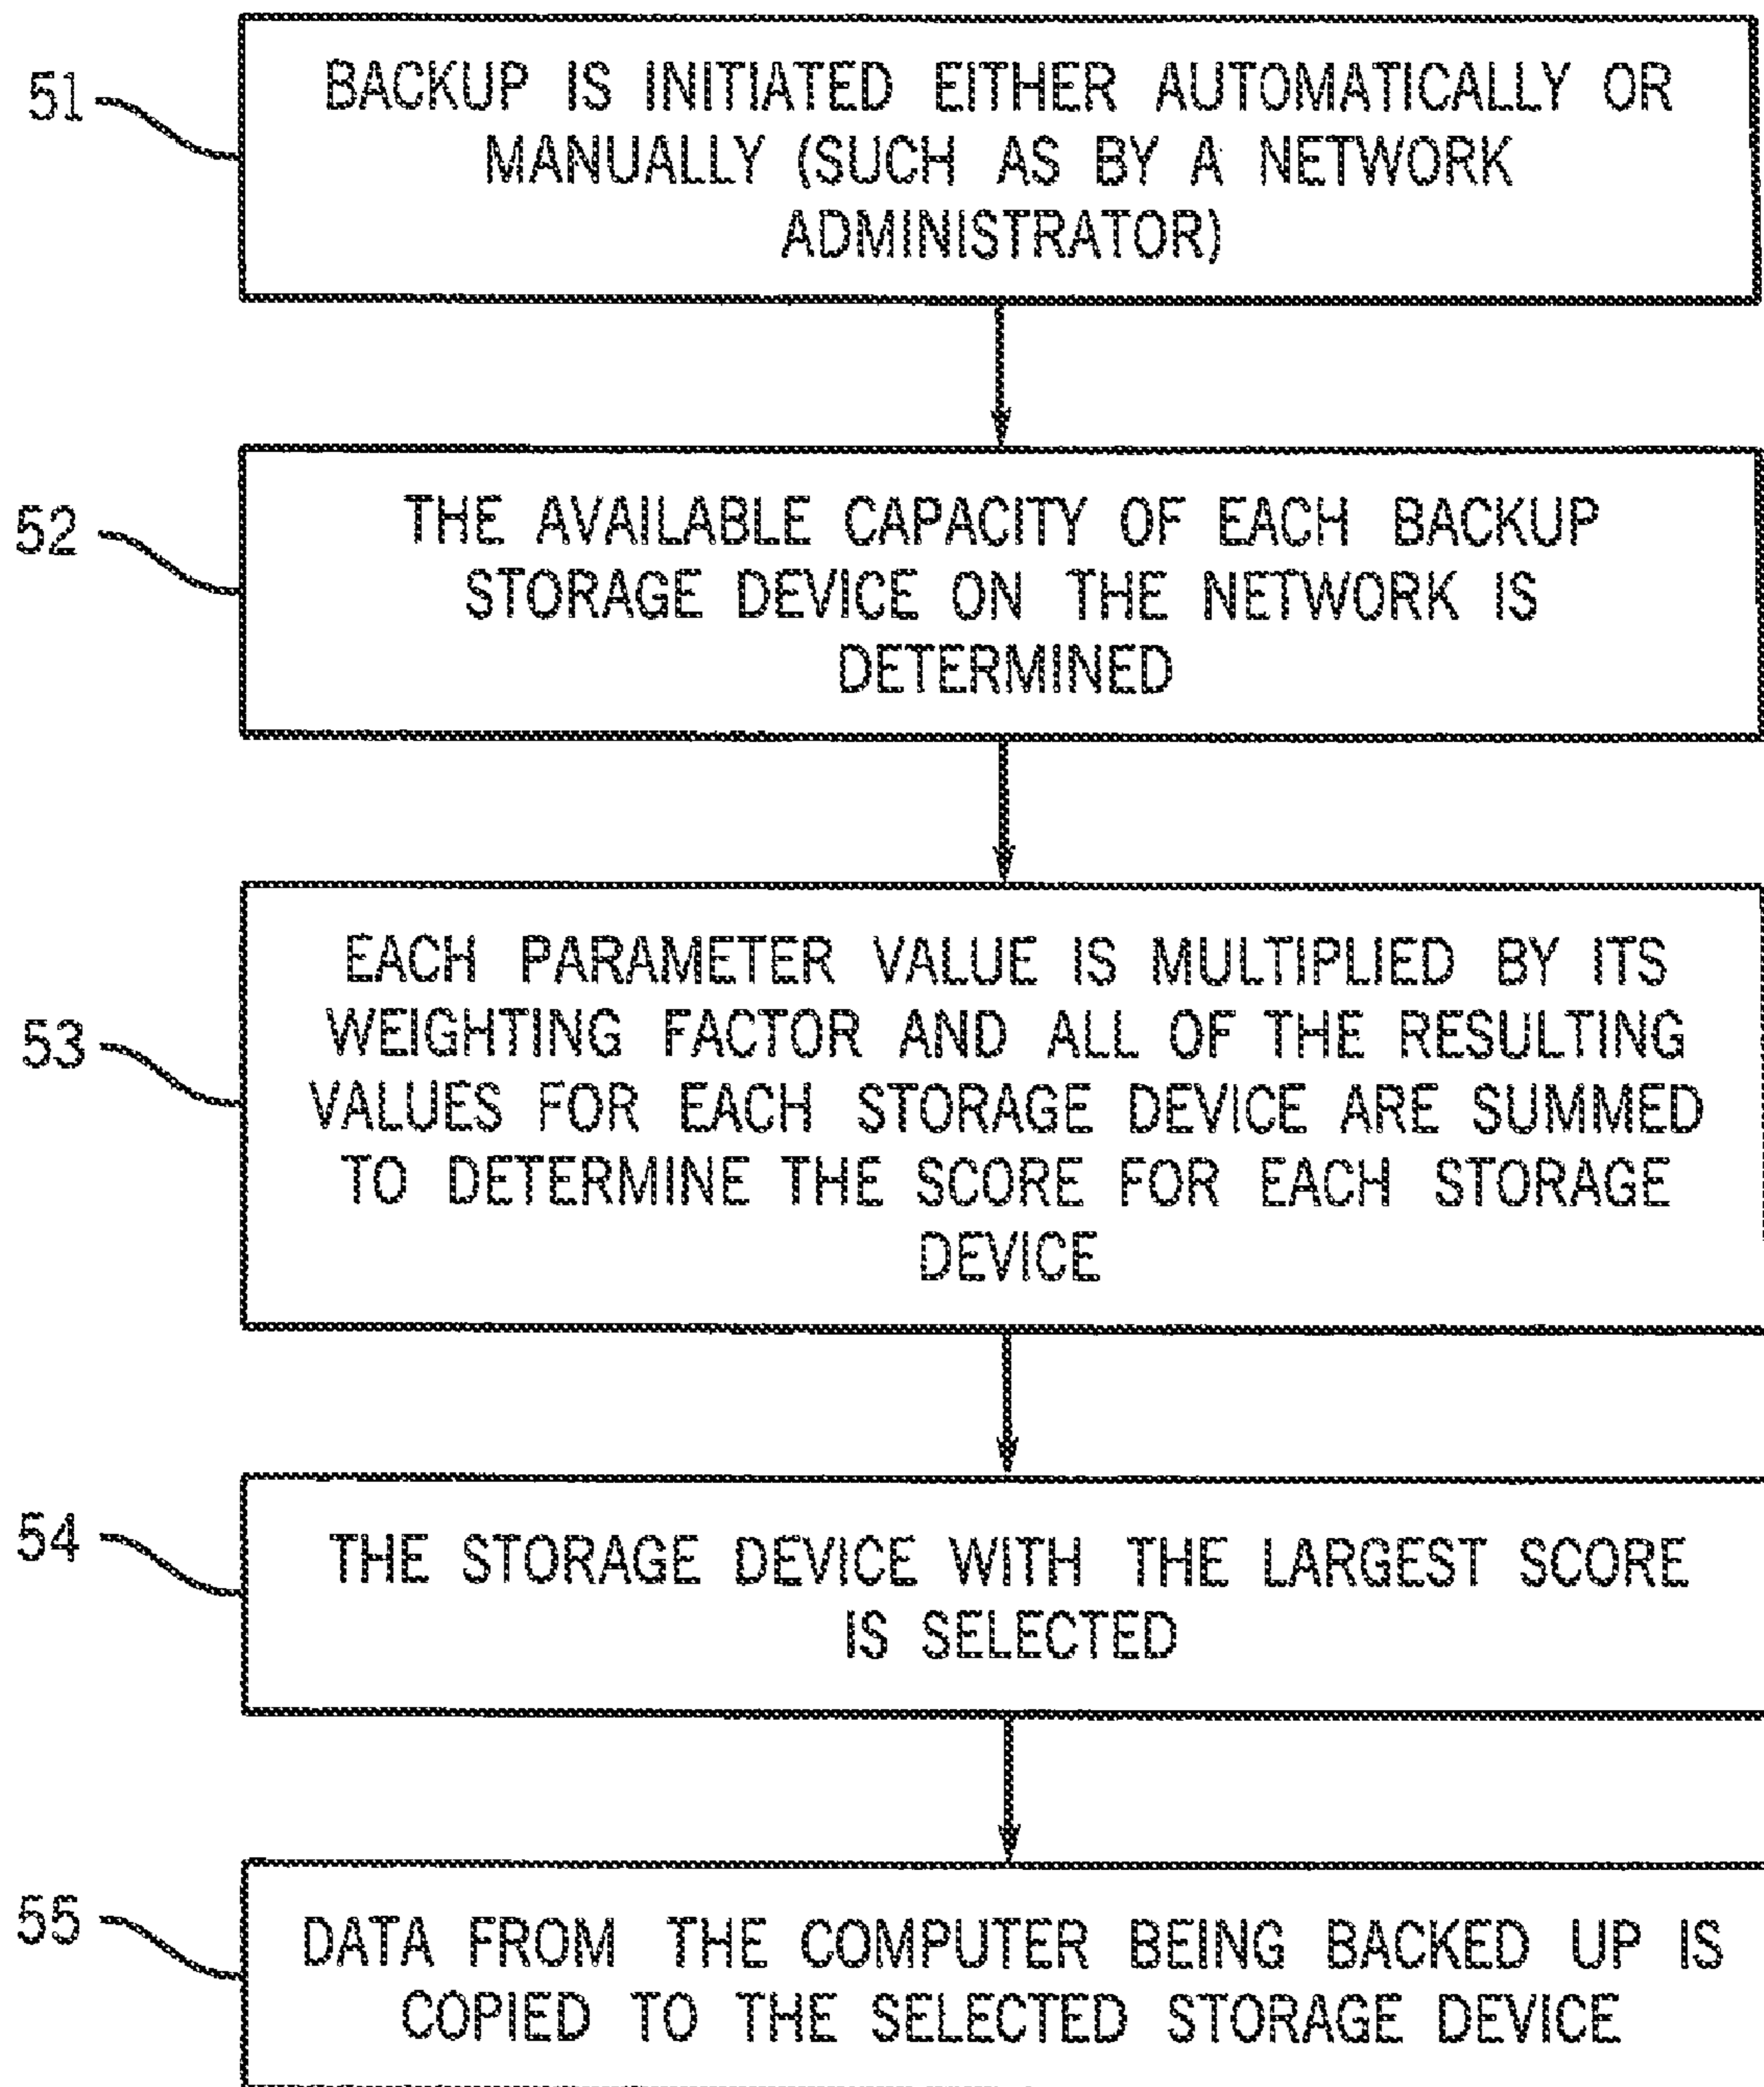 51
BACKUP IS INITIATED EITHER AUTOMATICALLY OR
MANUALLY (SUCH AS BY A NETWORK
ADMINISTRATOR)
52
THE AVAILABLE CAPACITY OF EACH BACKUP
STORAGE DEVICE ON THE NETWORK IS
DETERMINED
53
EACH PARAMETER VALUE IS MULTIPLIED BY ITS
WEIGHTING FACTOR AND ALL OF THE RESULTING
VALUES FOR EACH STORAGE DEVICE ARE SUMMED
TO DETERMINE THE SCORE FOR EACH STORAGE
DEVICE
54
THE STORAGE DEVICE WITH THE LARGEST SCORE
IS SELECTED
55
DATA FROM THE COMPUTER BEING BACKED UP IS
COPIED TO THE SELECTED STORAGE DEVICE